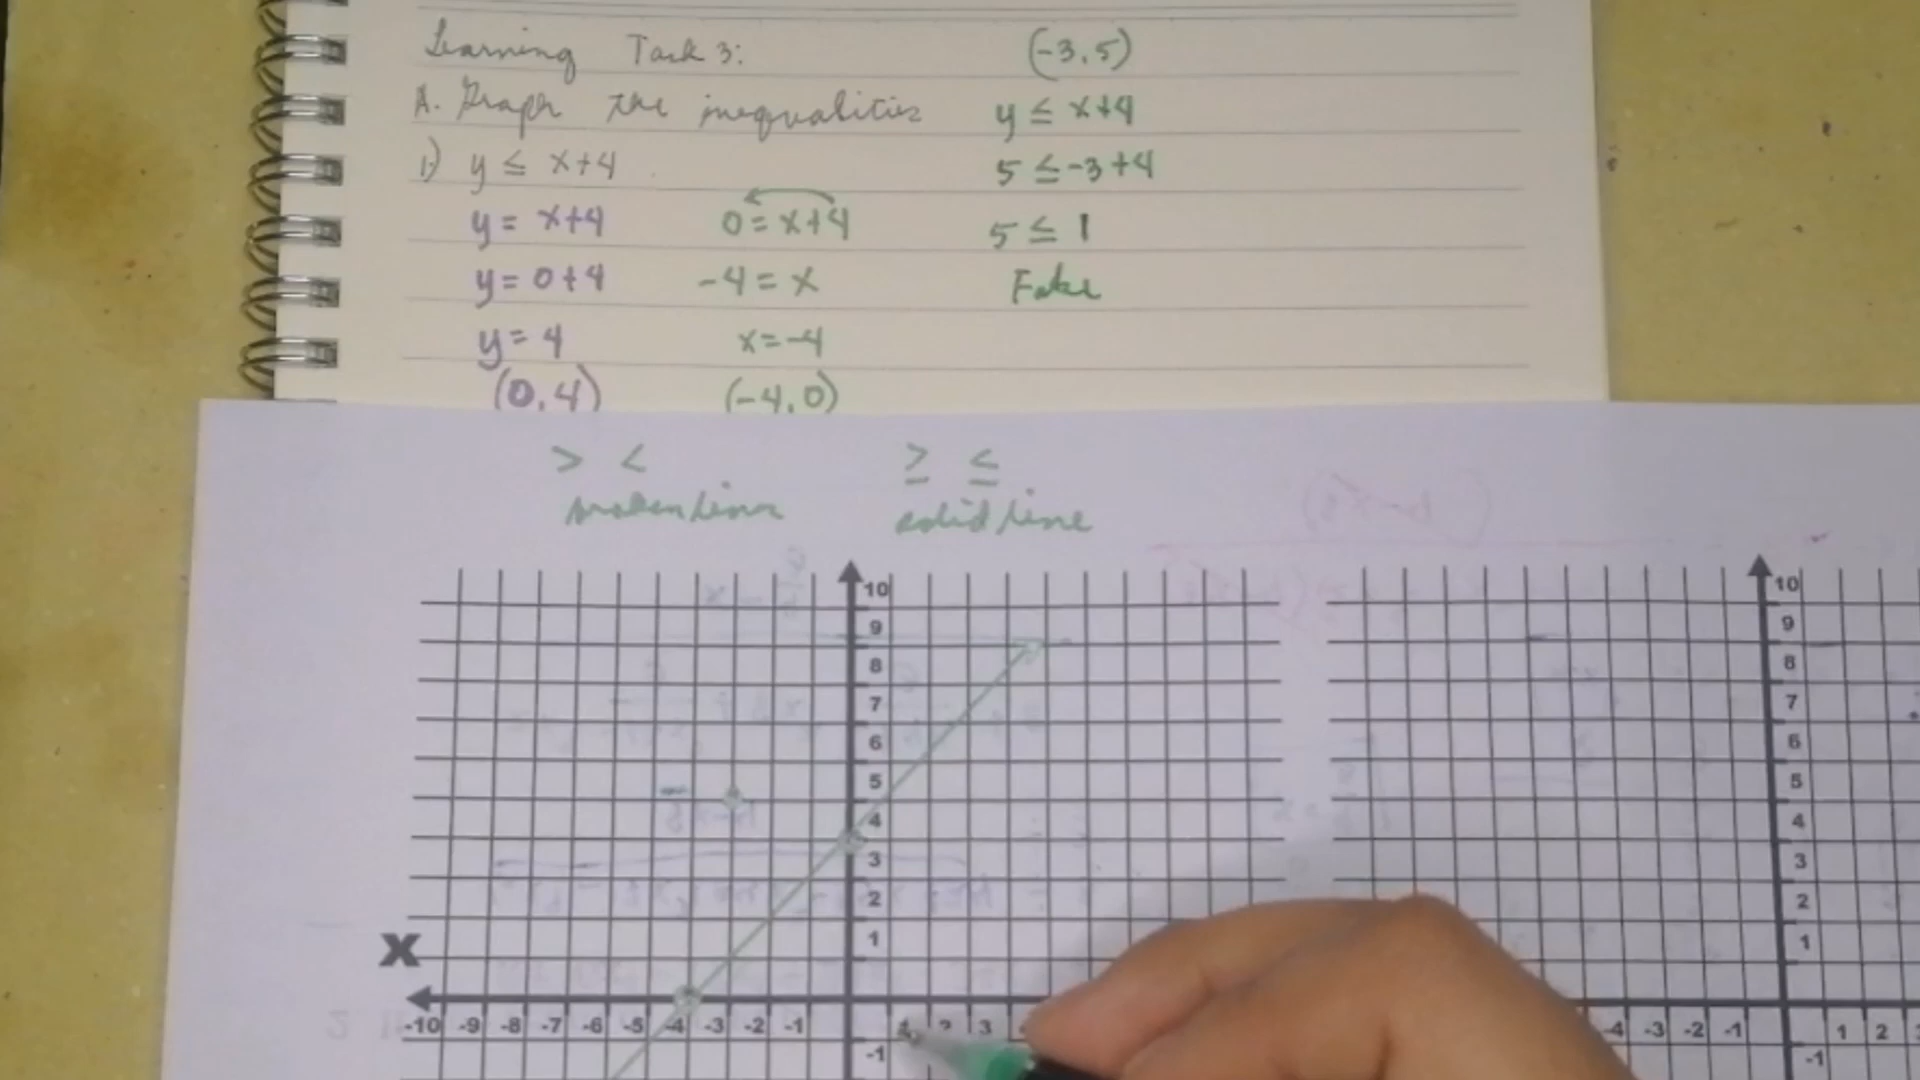 Learning Task 3:
A. Graph the inequalities
1.) y ≤ x+4
y = x+4
y = 0+4
y = 4
(0,4)
0 = x+4
-4 = x
x = -4
(-4,0)
(-3,5)
y ≤ x+4
5 ≤ -3+4
5 ≤ 1
False
> <
broken line
≥ ≤
solid line
10
9
8
7
6
5
4
3
2
1
X
-10 -9 -8 -7 -6 -5 -4 -3 -2 -1 2 3
-1
10
9
8
7
6
5
4
3
2
1
-4 -3 -2 -1 1 2
-1